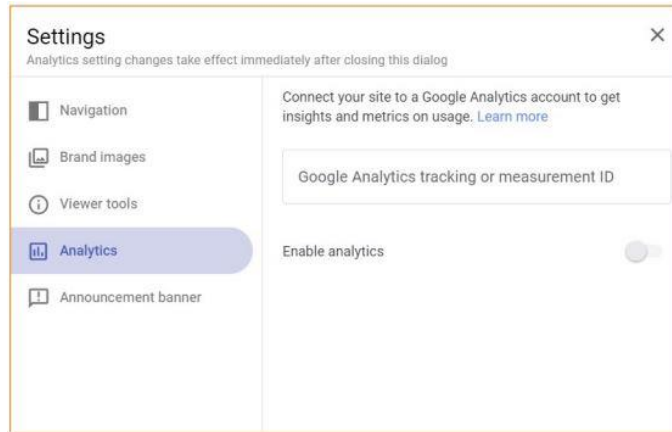 Settings
Analytics setting changes take effect immediately after closing this dialog
Navigation
Brand images
Viewer tools
Analytics
Announcement banner
Connect your site to a Google Analytics account to get
insights and metrics on usage. Learn more
Google Analytics tracking or measurement ID
Enable analytics